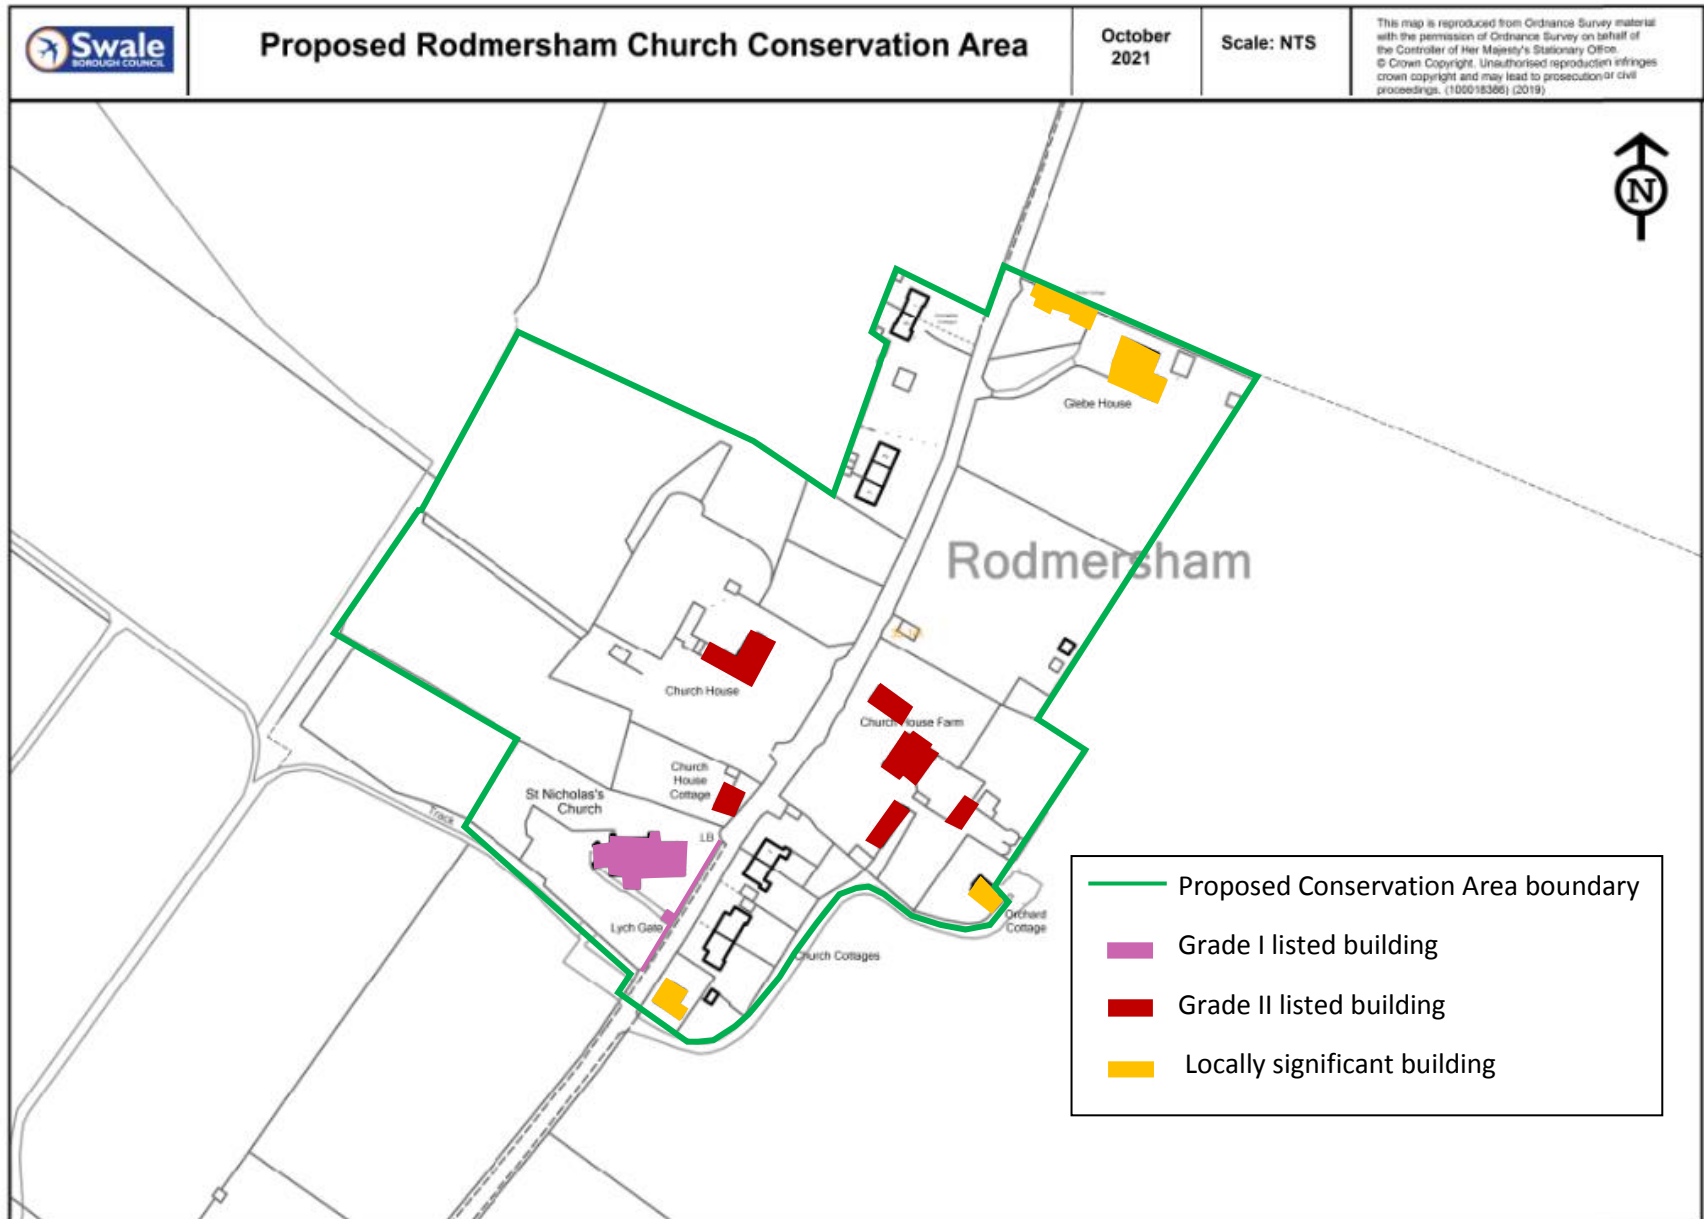 Swale
BOROUGH COUNCIL
Proposed Rodmersham Church Conservation Area
October
2021
Scale: NTS
This map is reproduced from Ordnance Survey material
with the permission of Ordnance Survey on behalf of
the Controller of Her Majesty's Stationary Office.
© Crown Copyright. Unauthorised reproduction infringes
crown copyright and may lead to prosecution or civil
proceedings. (100018386) (2019)
N
Glebe House
Rodmersham
Church House
Church House Farm
Church
House
Cottage
St Nicholas's
Church
Track
LB
Lych Gate
Orchard
Cottage
Church Cottages
Proposed Conservation Area boundary
Grade I listed building
Grade II listed building
Locally significant building